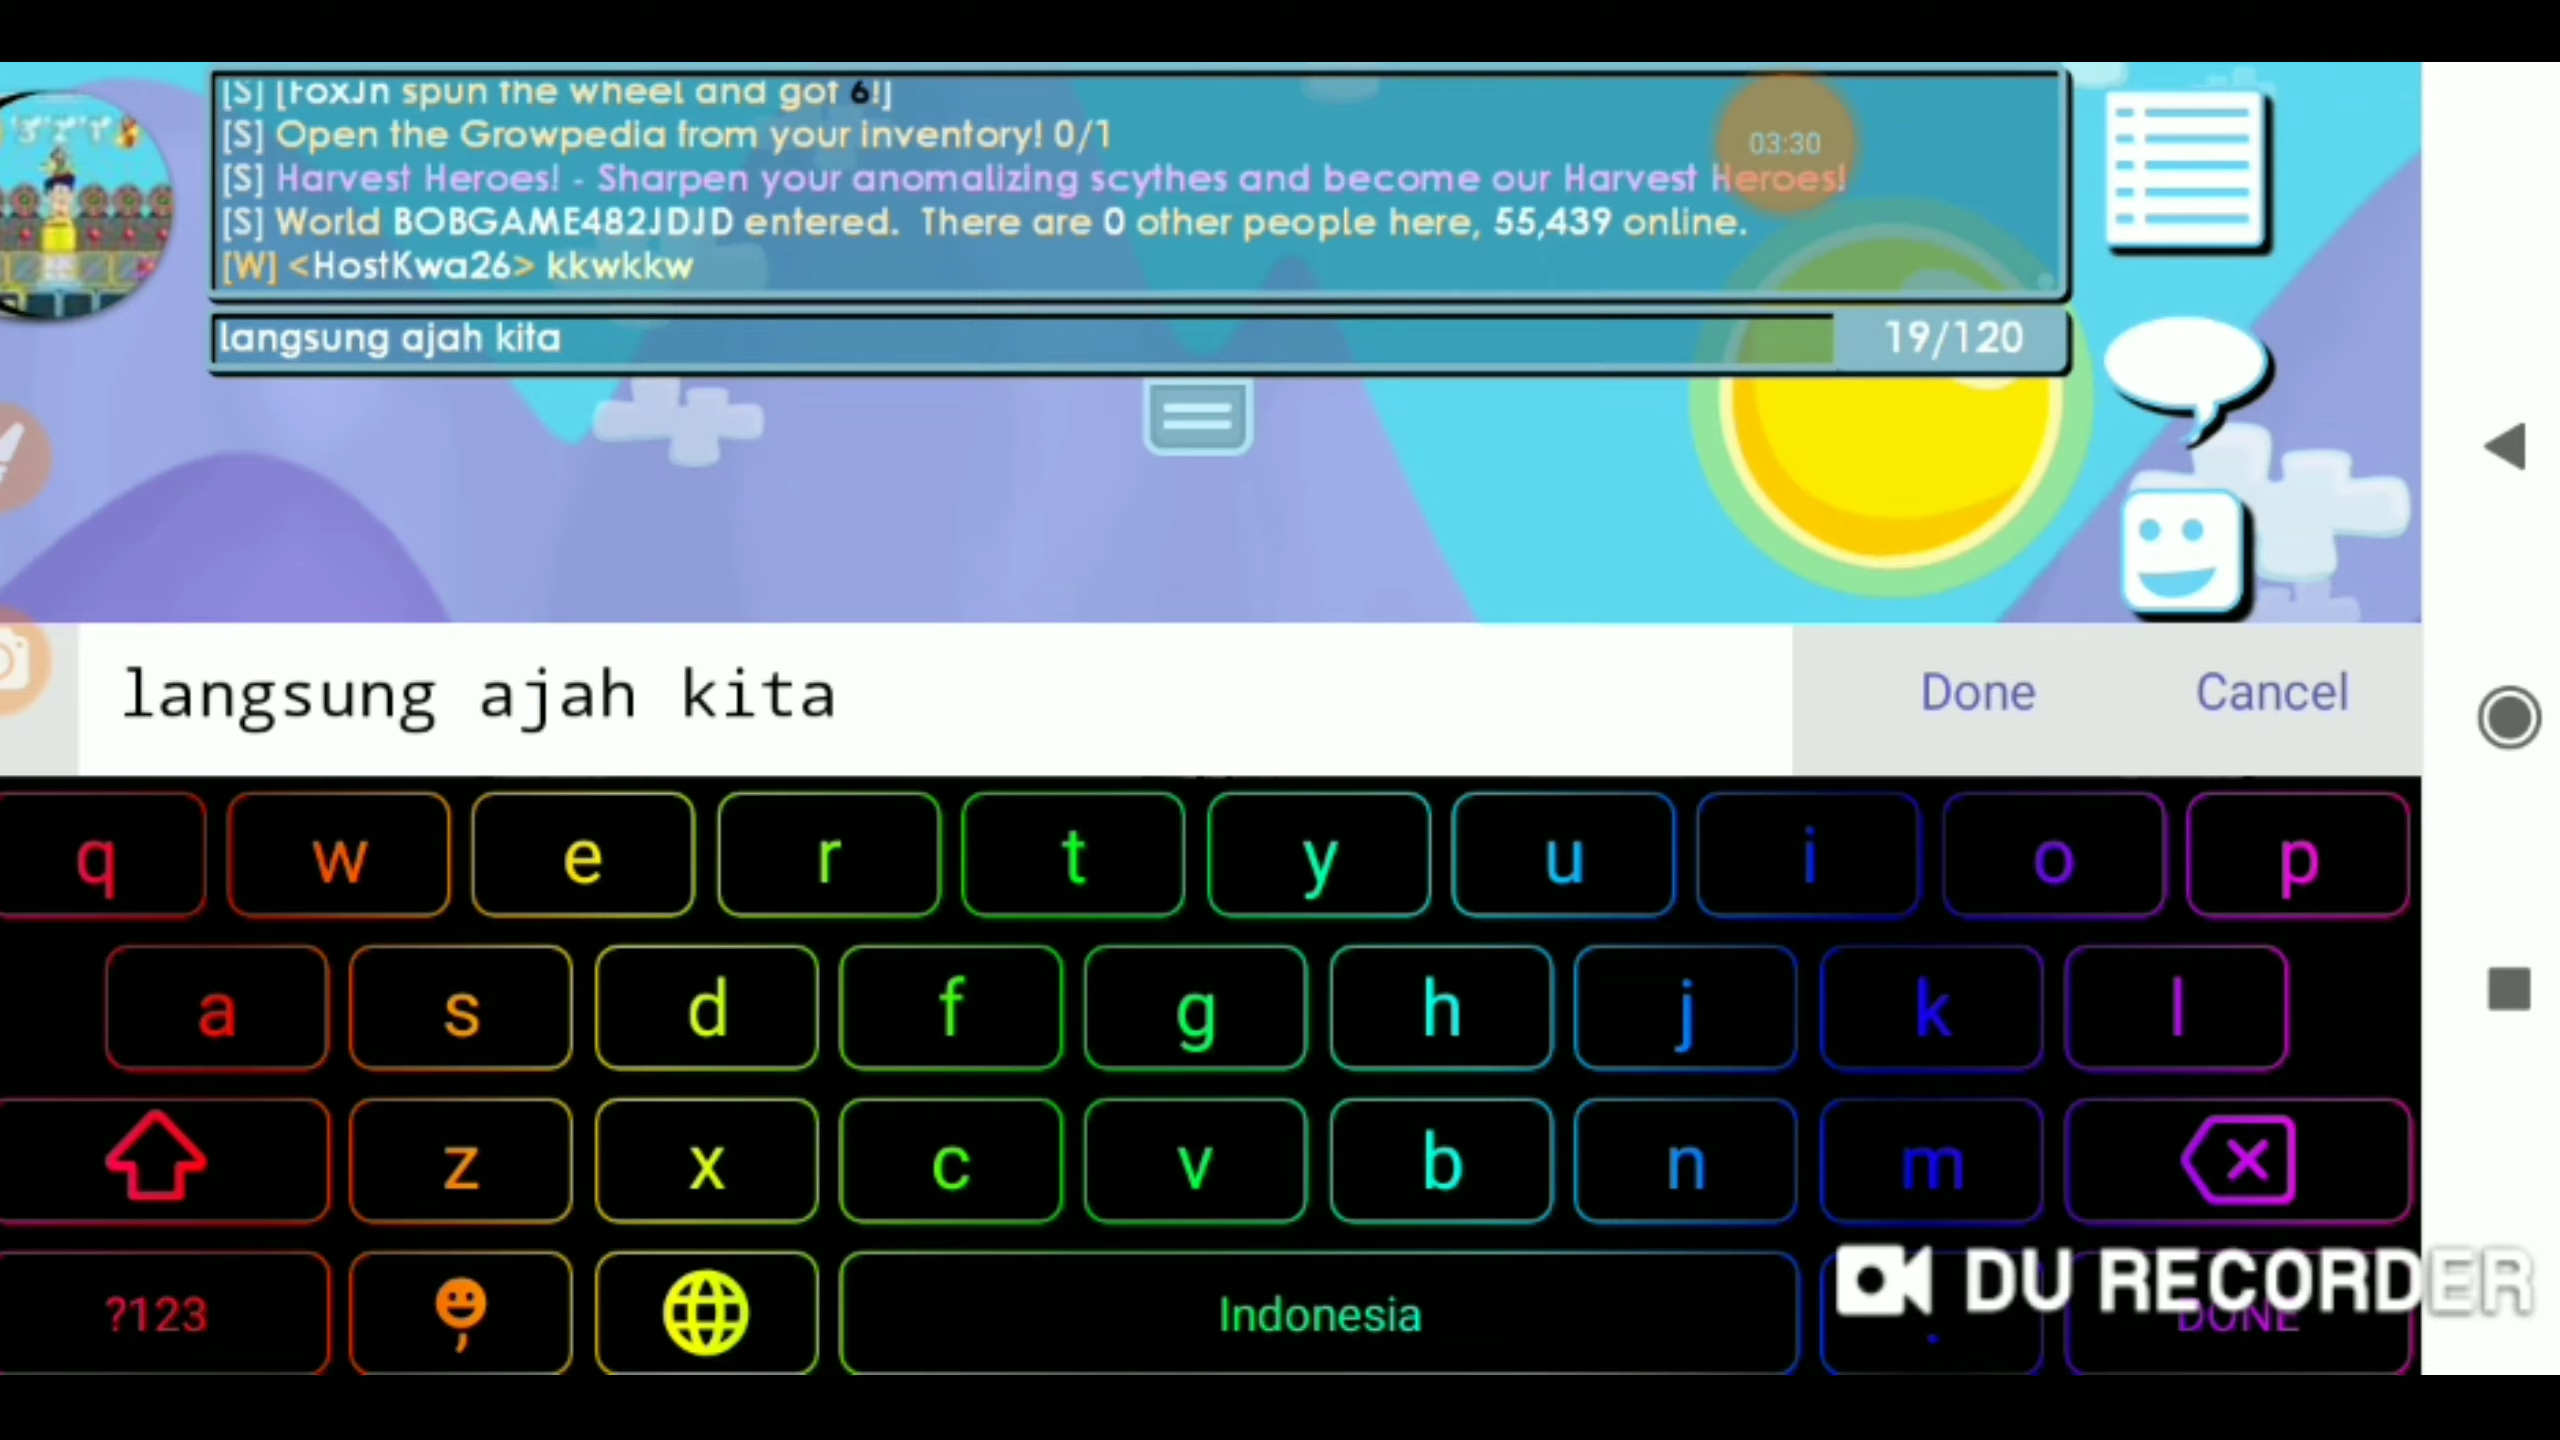 [S] [FoxJn spun the wheel and got 6!]
[S] Open the Growpedia from your inventory! 0/1
03:30
[S] Harvest Heroes! - Sharpen your anomalizing scythes and become our Harvest Heroes!
[S] World BOBGAME482JDJD entered. There are 0 other people here, 55,439 online.
[W] <HostKwa26> kkwkkw
langsung ajah kita 19/120
langsung ajah kita Done Cancel
q w e r t y u i o p
a s d f g h j k l
z x c v b n m
?123 , Indonesia . DONE
DU RECORDER